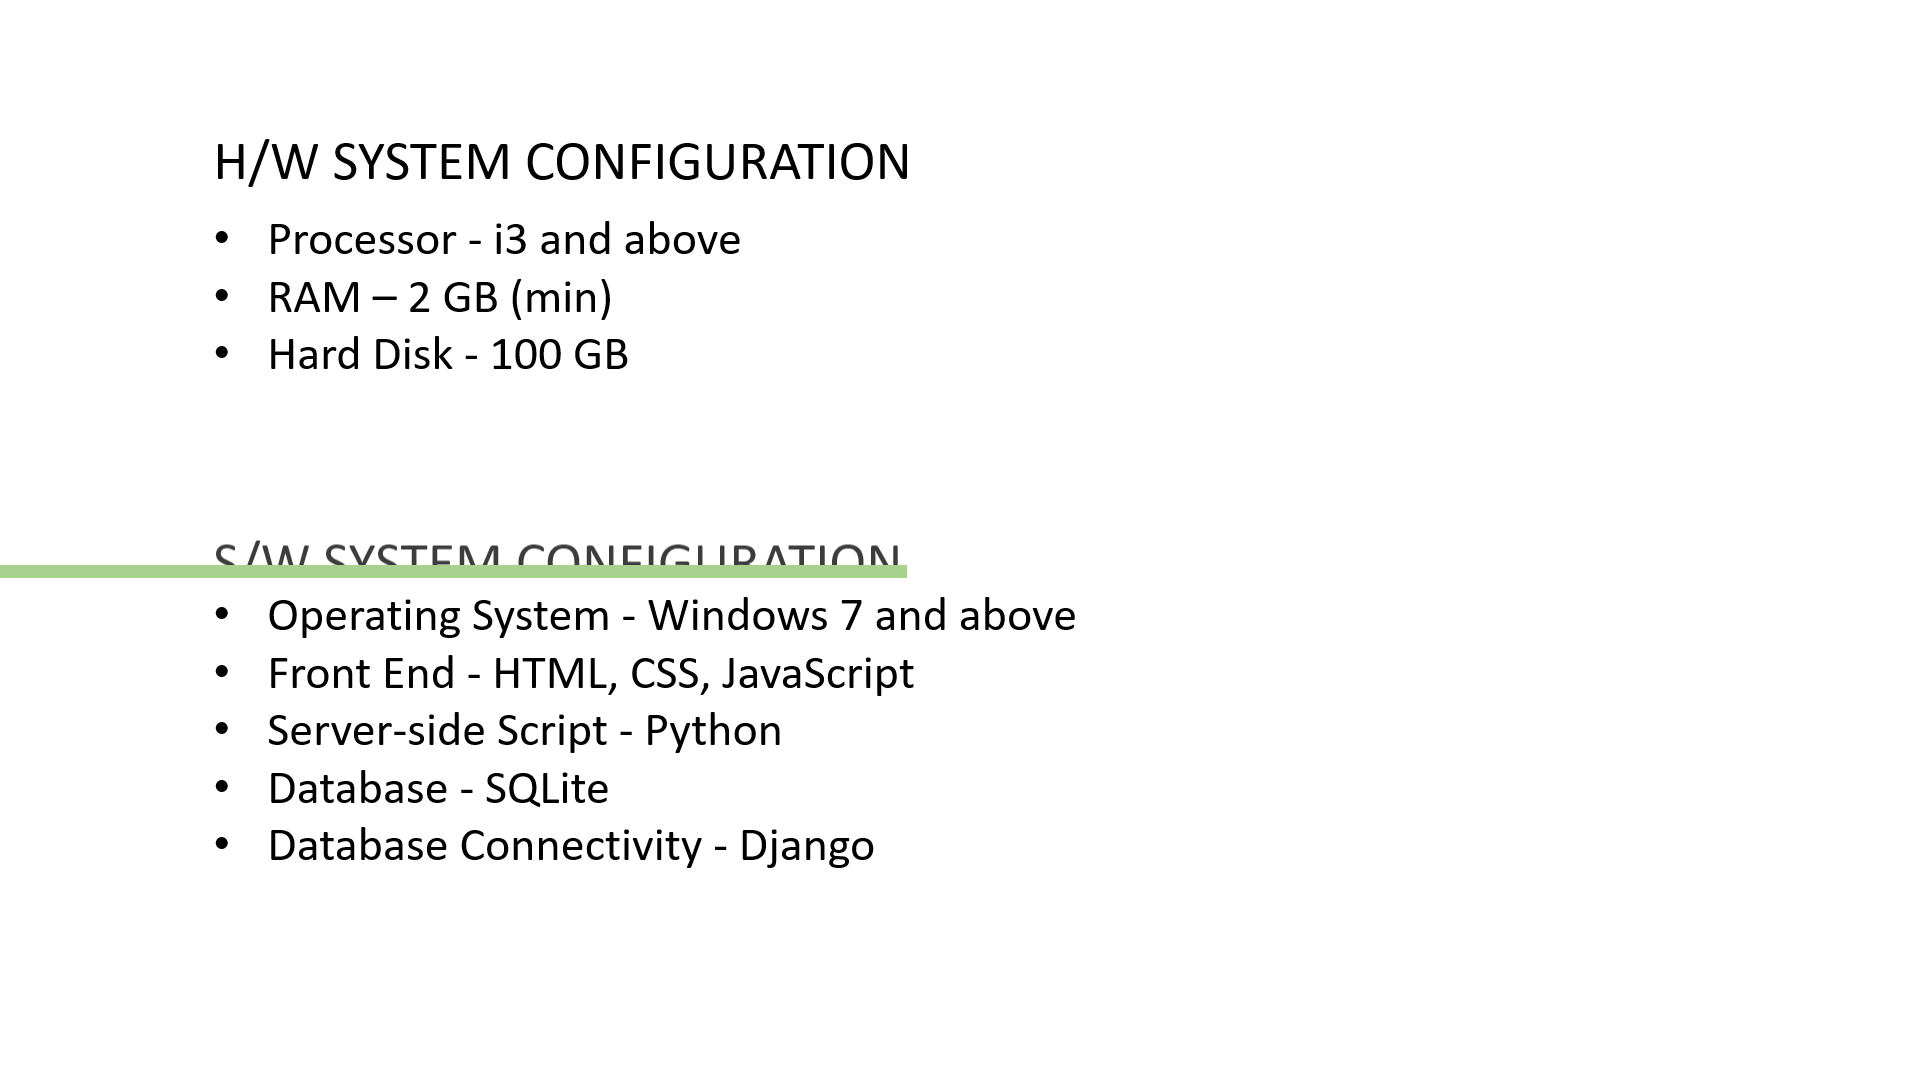 H/W SYSTEM CONFIGURATION
• Processor - i3 and above
• RAM – 2 GB (min)
• Hard Disk - 100 GB
S/W SYSTEM CONFIGURATION
• Operating System - Windows 7 and above
• Front End - HTML, CSS, JavaScript
• Server-side Script - Python
• Database - SQLite
• Database Connectivity - Django